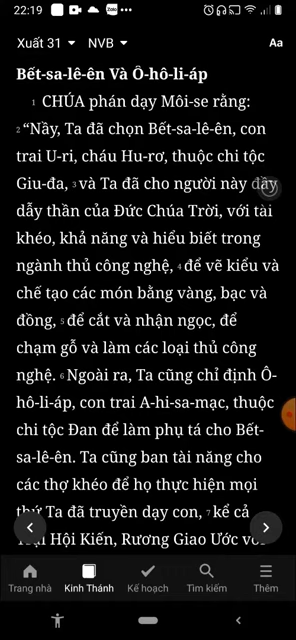 22:19
Zalo
Xuất 31 NVB Aa
Bết-sa-lê-ên Và Ô-hô-li-áp
1 CHÚA phán dạy Môi-se rằng:
2 “Nầy, Ta đã chọn Bết-sa-lê-ên, con
trai U-ri, cháu Hu-rơ, thuộc chi tộc
Giu-đa, 3 và Ta đã cho người này đầy
dẫy thần của Đức Chúa Trời, với tài
khéo, khả năng và hiểu biết trong
ngành thủ công nghệ, 4 để vẽ kiểu và
chế tạo các món bằng vàng, bạc và
đồng, 5 để cắt và nhận ngọc, để
chạm gỗ và làm các loại thủ công
nghệ. 6 Ngoài ra, Ta cũng chỉ định Ô-
hô-li-áp, con trai A-hi-sa-mạc, thuộc
chi tộc Đan để làm phụ tá cho Bết-
sa-lê-ên. Ta cũng ban tài năng cho
các thợ khéo để họ thực hiện mọi
thứ Ta đã truyền dạy con, 7 kể cả
Trại Hội Kiến, Rương Giao Ước với
Trang nhà Kinh Thánh Kế hoạch Tìm kiếm Thêm